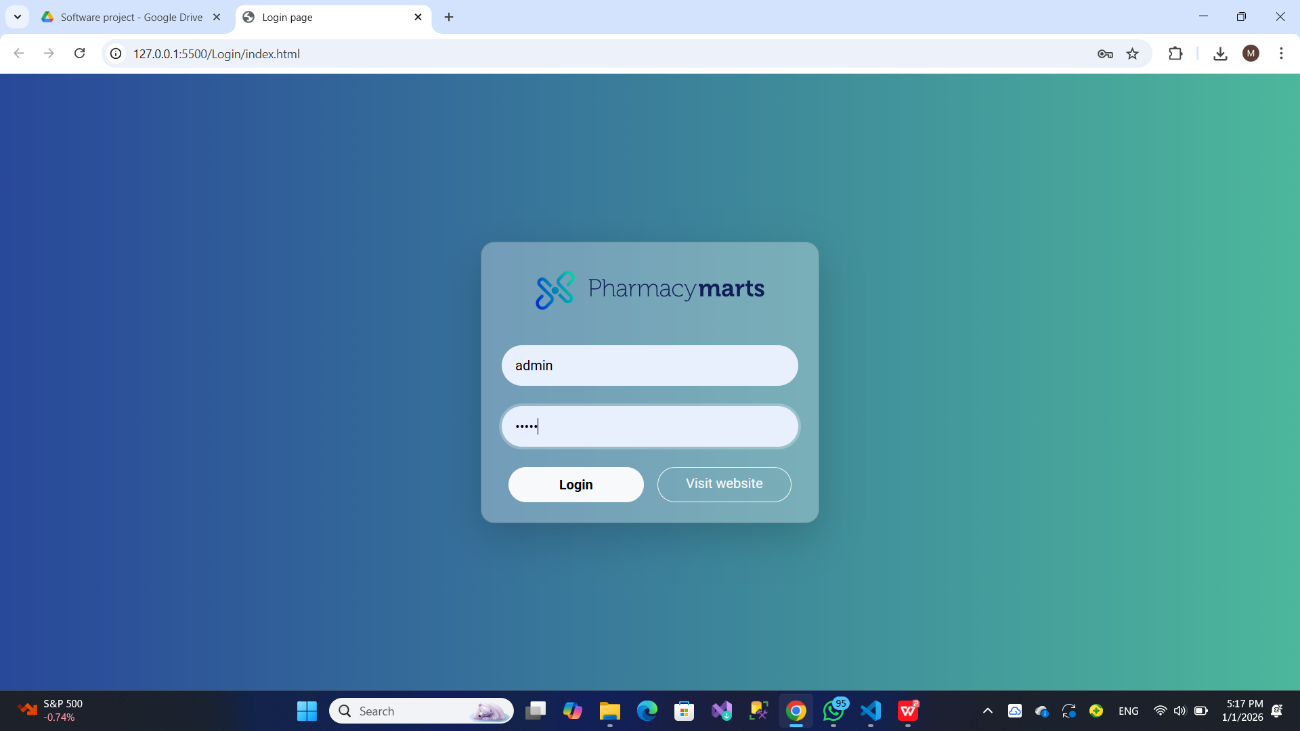 Software project - Google Drive
Login page
127.0.0.1:5500/Login/index.html
M
Pharmacymarts
admin
•••••
Login
Visit website
S&P 500
-0.74%
Search
95
ENG
5:17 PM
1/1/2026